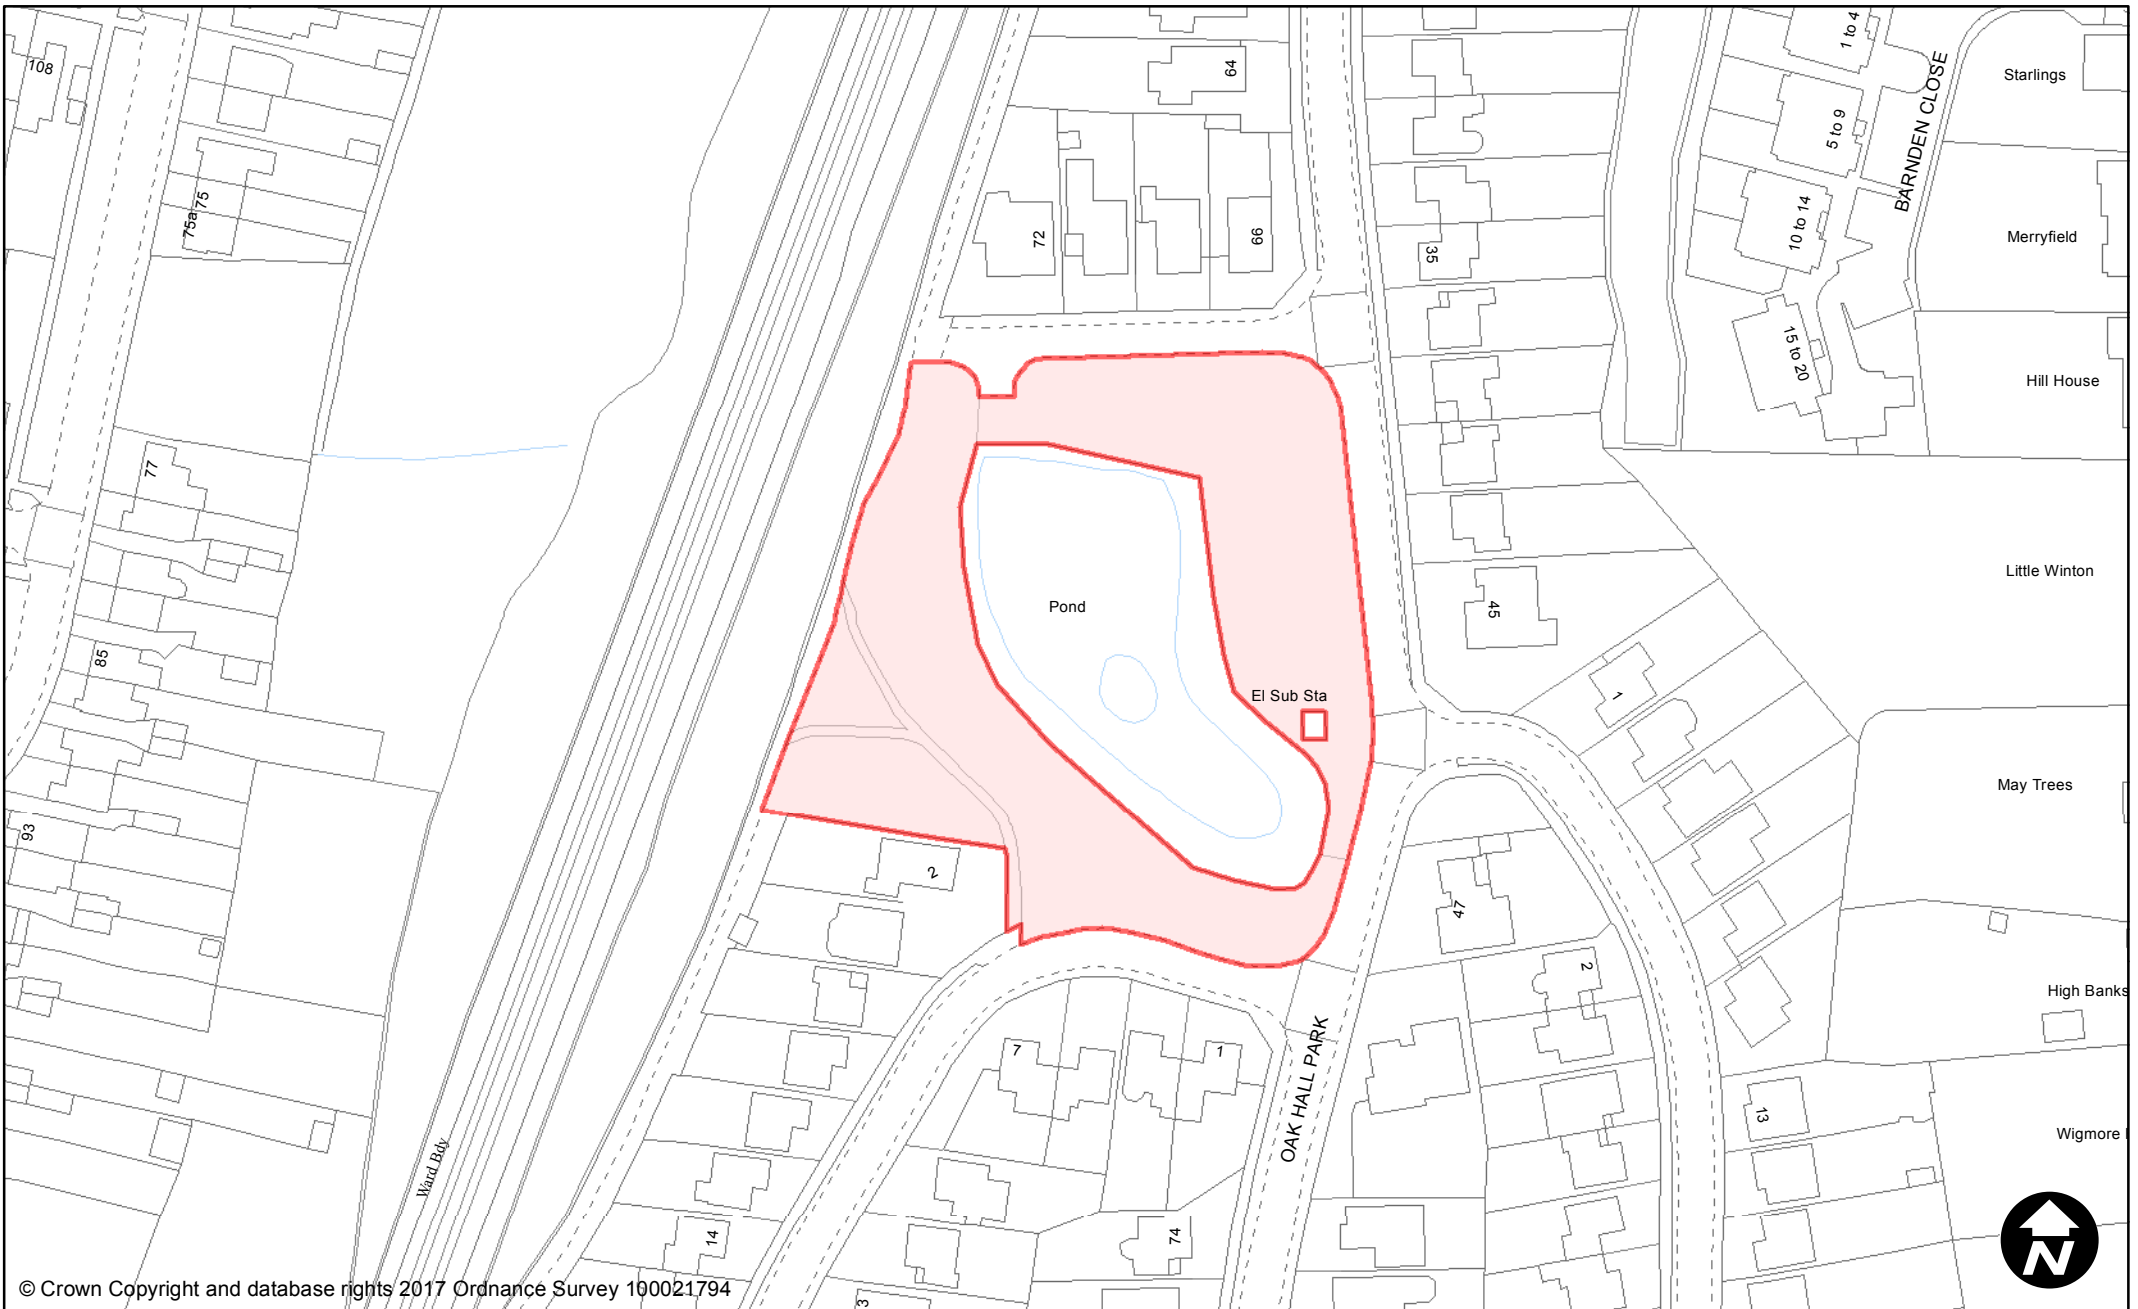 108
64
1 to 4
BARNDEN CLOSE
Starlings
5 to 9
75a 75
72
66
35
10 to 14
Merryfield
15 to 20
Hill House
77
Little Winton
Pond
45
85
El Sub Sta
1
May Trees
93
2
47
2
High Banks
7
1
OAK HALL PARK
13
Wigmore
Ward Bdy
14
74
N
© Crown Copyright and database rights 2017 Ordnance Survey 100021794
3